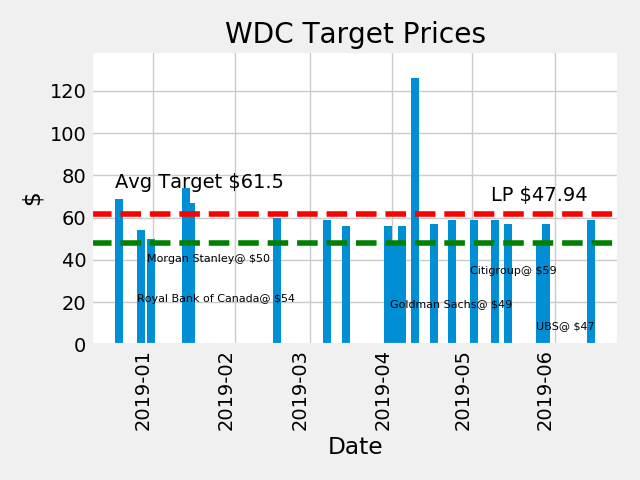 WDC Target Prices
120
100
80
60
40
20
0
$
Avg Target $61.5
LP $47.94
Morgan Stanley@ $50
Citigroup@ $59
Royal Bank of Canada@ $54
Goldman Sachs@ $49
UBS@ $47
2019-01
2019-02
2019-03
2019-04
2019-05
2019-06
Date